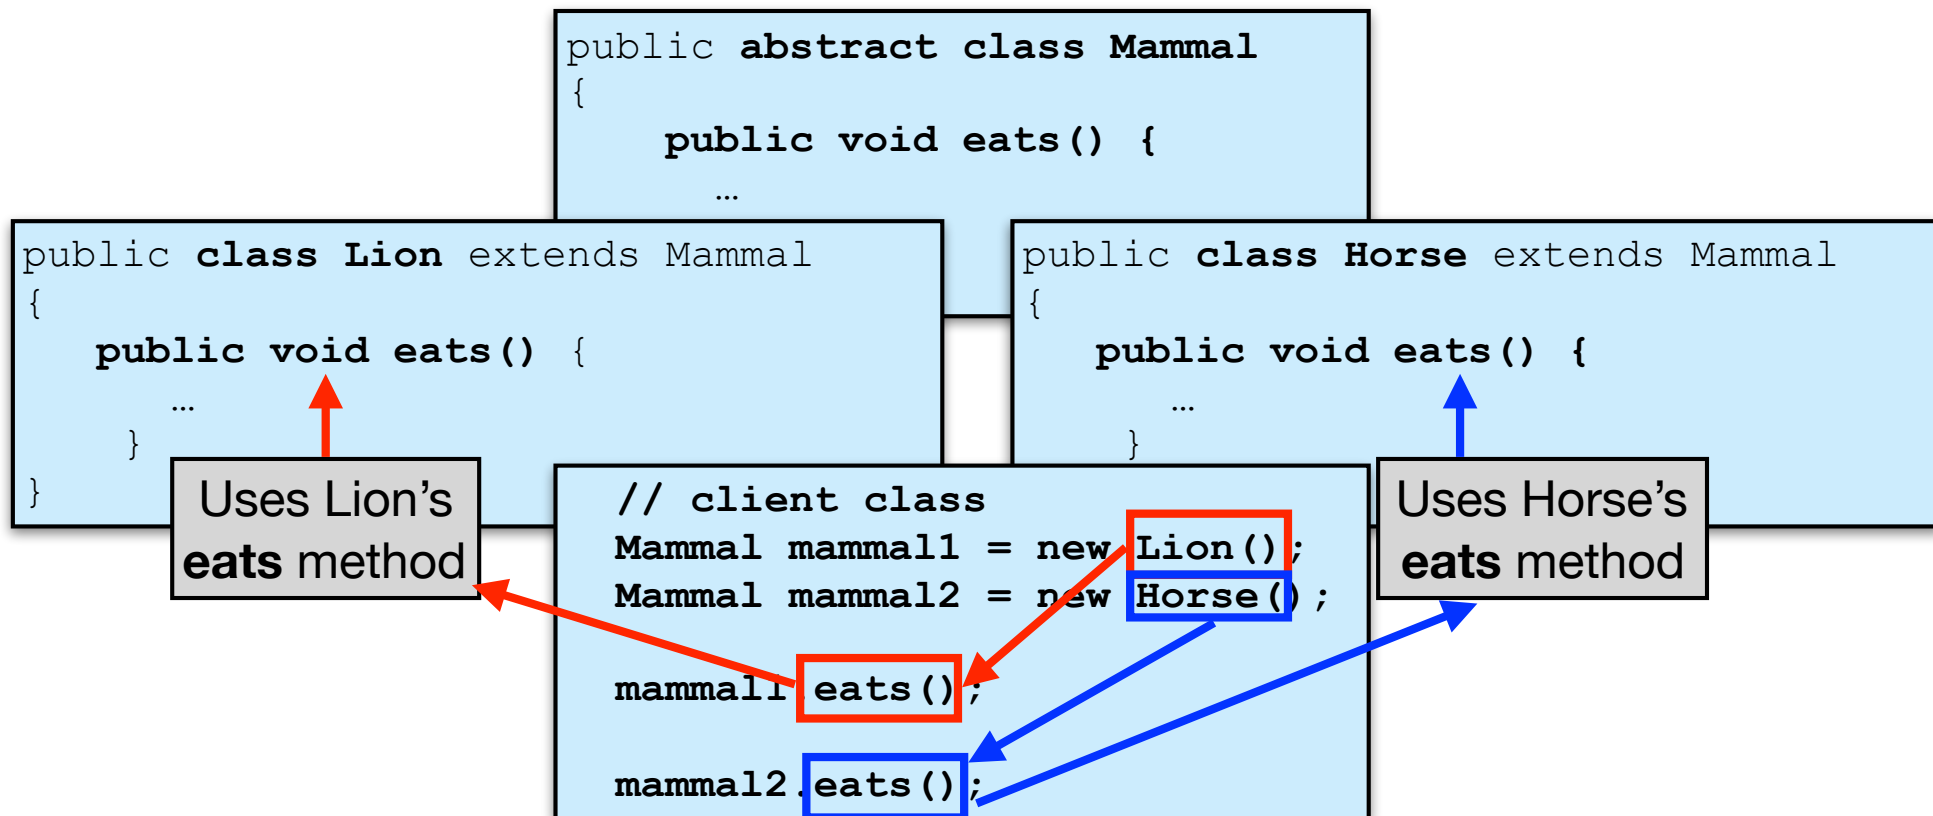 public abstract class Mammal
{
public void eats() {
…
public class Lion extends Mammal
{
public void eats() {
…
}
}
public class Horse extends Mammal
{
public void eats() {
…
}
Uses Lion’s
eats method
// client class
Mammal mammal1 = new Lion();
Mammal mammal2 = new Horse();
mammal1.eats();
mammal2.eats();
Uses Horse’s
eats method